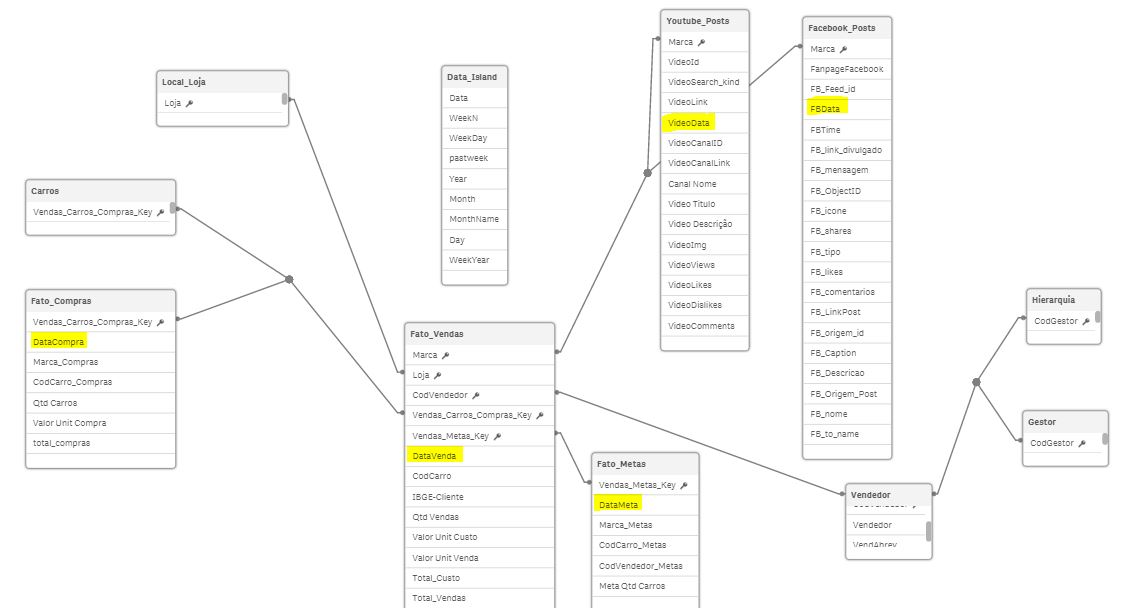 Local_Loja
Loja
Carros
Vendas_Carros_Compras_Key
Fato_Compras
Vendas_Carros_Compras_Key
DataCompra
Marca_Compras
CodCarro_Compras
Qtd Carros
Valor Unit Compra
total_compras
Data_Island
Data
WeekN
WeekDay
pastweek
Year
Month
MonthName
Day
WeekYear
Fato_Vendas
Marca
Loja
CodVendedor
Vendas_Carros_Compras_Key
Vendas_Metas_Key
DataVenda
CodCarro
IBGE-Cliente
Qtd Vendas
Valor Unit Custo
Valor Unit Venda
Total_Custo
Total_Vendas
Fato_Metas
Vendas_Metas_Key
DataMeta
Marca_Metas
CodCarro_Metas
CodVendedor_Metas
Meta Qtd Carros
Youtube_Posts
Marca
VideoId
VideoSearch_kind
VideoLink
VideoData
VideoCanalID
VideoCanalLink
Canal Nome
Video Titulo
Video Descrição
VideoImg
VideoViews
VideoLikes
VideoDislikes
VideoComments
Facebook_Posts
Marca
FanpageFacebook
FB_Feed_id
FBData
FBTime
FB_link_divulgado
FB_mensagem
FB_ObjectID
FB_icone
FB_shares
FB_tipo
FB_likes
FB_comentarios
FB_LinkPost
FB_origem_id
FB_Caption
FB_Descricao
FB_Origem_Post
FB_nome
FB_to_name
Vendedor
Vendedor
VendAbrev
Hierarquia
CodGestor
Gestor
CodGestor